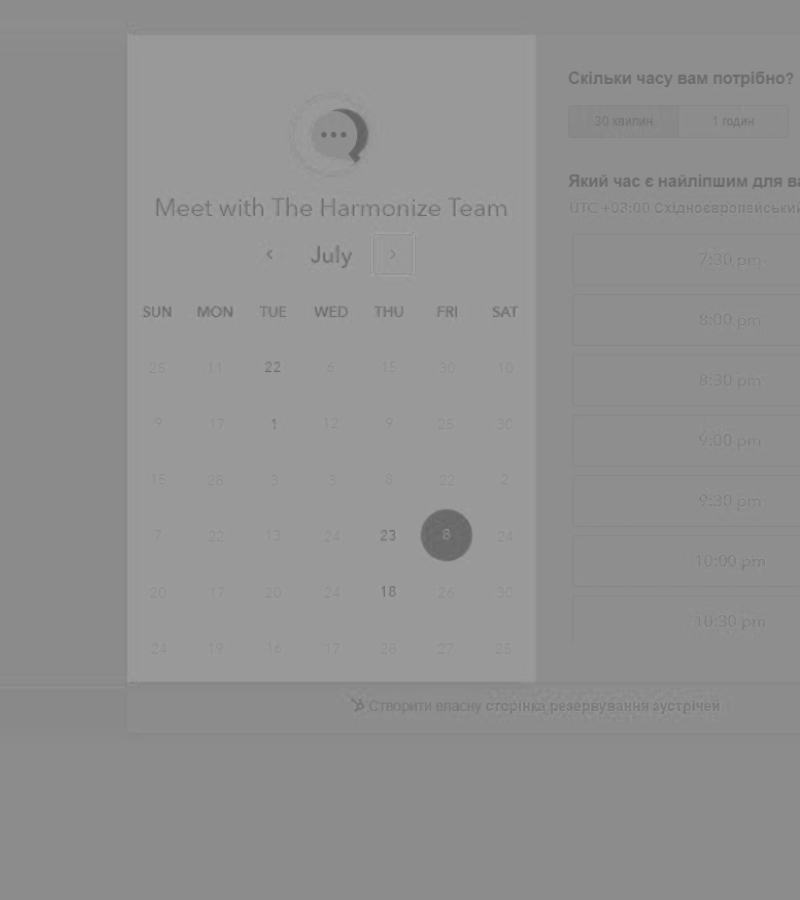 Meet with The Harmonize Team
July
SUN MON TUE WED THU FRI SAT
25 11 22 6 15 30 10
9 17 1 12 9 25 30
15 28 3 3 8 22 2
7 22 13 24 23 8 24
20 17 20 24 18 26 30
24 19 16 17 28 27 25
Скільки часу вам потрібно?
30 хвилин 1 годин
Який час є найліпшим для
UTC +03:00 Східноєвропейський
7:30 pm
8:00 pm
8:30 pm
9:00 pm
9:30 pm
10:00 pm
10:30 pm
Створити власну сторінка резервування зустрічей